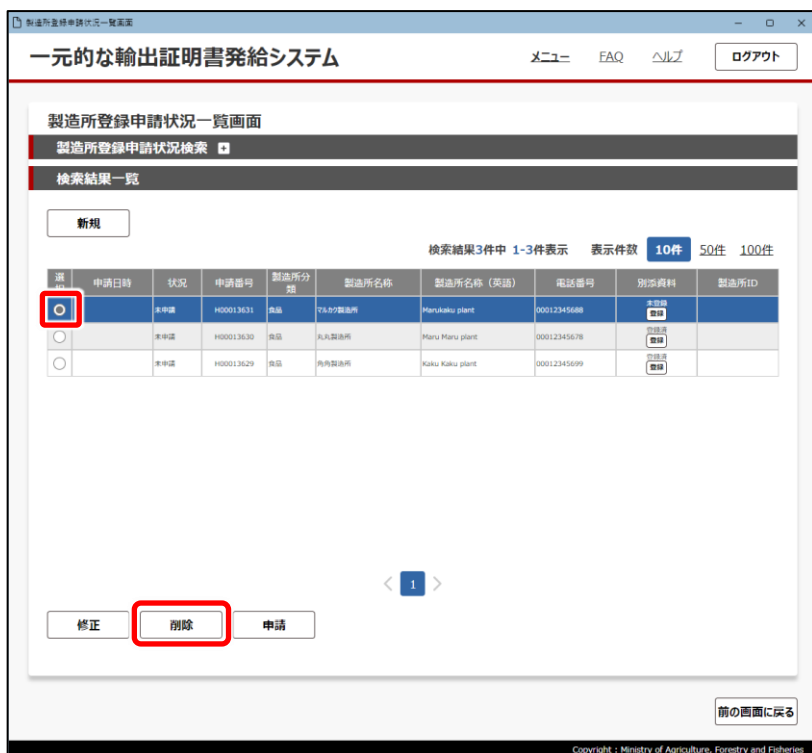 製造所登録申請状況一覧画面
一元的な輸出証明書発給システム メニュー FAQ ヘルプ ログアウト
製造所登録申請状況一覧画面
製造所登録申請状況検索
検索結果一覧
新規
検索結果3件中 1-3件表示 表示件数 10件 50件 100件
選択 申請日時 状況 申請番号 製造所分類 製造所名称 製造所名称（英語） 電話番号 別添資料 製造所ID
未申請 H00013631 食品 マルカク製造所 Marukaku plant 00012345688 未登録 登録
未申請 H00013630 食品 丸丸製造所 Maru Maru plant 00012345678 登録済 登録
未申請 H00013629 食品 角角製造所 Kaku Kaku plant 00012345699 登録済 登録
1
修正 削除 申請
前の画面に戻る
Copyright : Ministry of Agriculture, Forestry and Fisheries